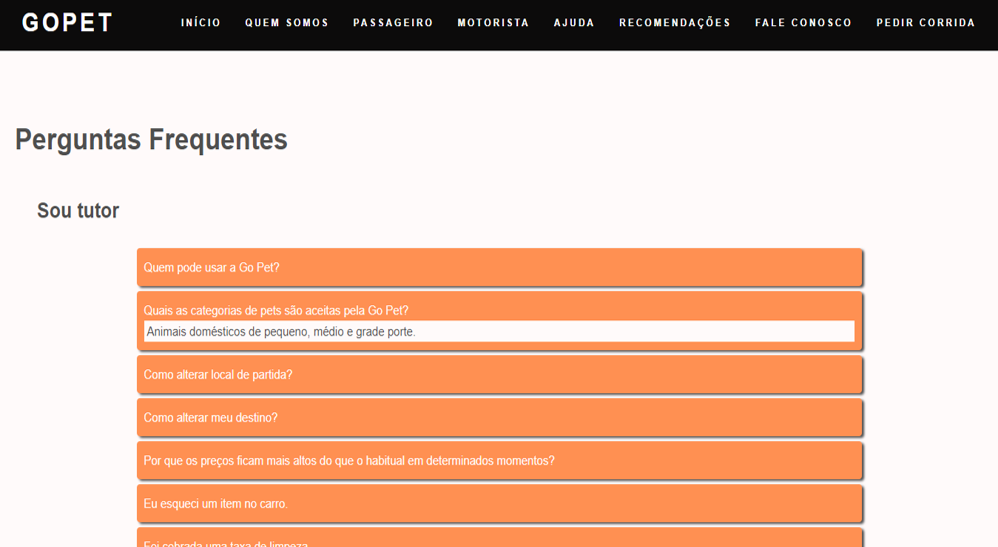 GOPET
INÍCIO QUEM SOMOS PASSAGEIRO MOTORISTA AJUDA RECOMENDAÇÕES FALE CONOSCO PEDIR CORRIDA
Perguntas Frequentes
Sou tutor
Quem pode usar a Go Pet?
Quais as categorias de pets são aceitas pela Go Pet?
Animais domésticos de pequeno, médio e grade porte.
Como alterar local de partida?
Como alterar meu destino?
Por que os preços ficam mais altos do que o habitual em determinados momentos?
Eu esqueci um item no carro.
Foi cobrada uma taxa de limpeza